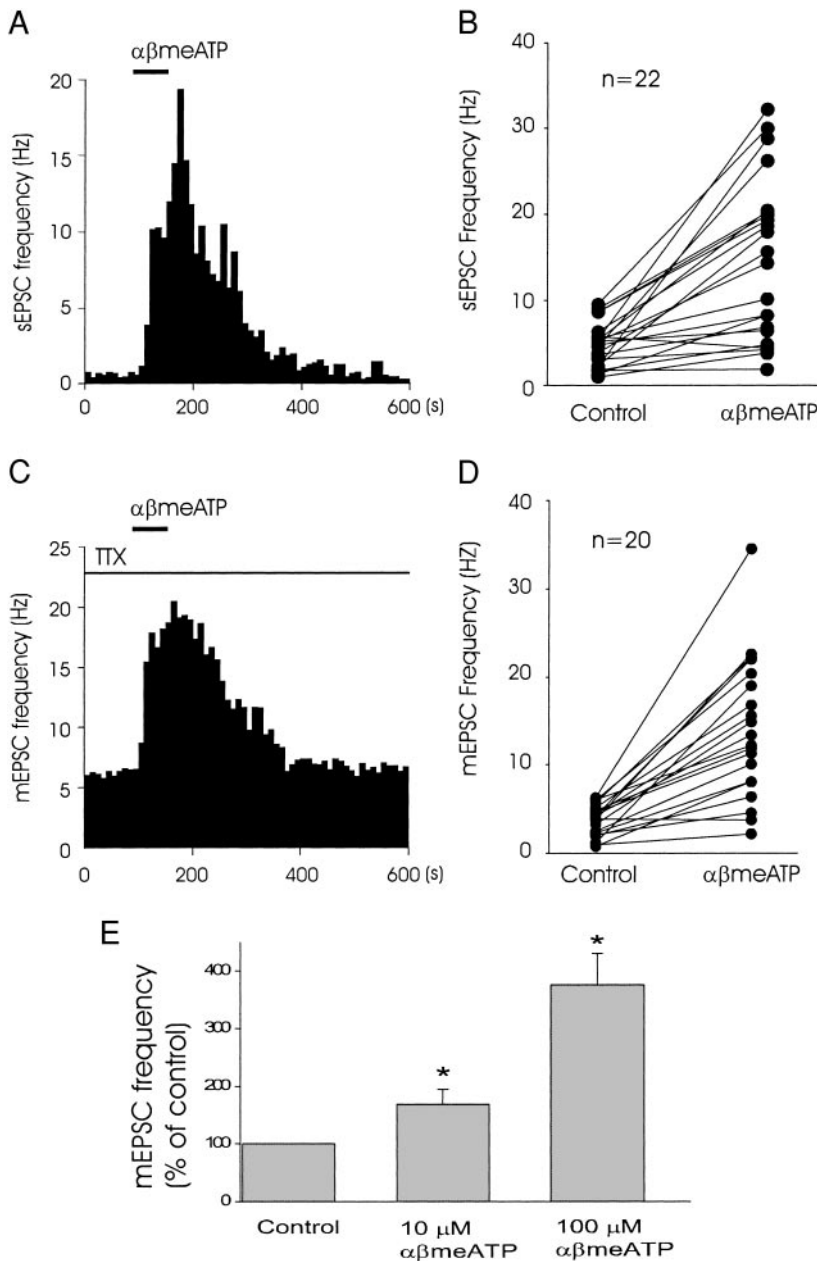 A
αβmeATP
20
15
10
5
0
sEPSC frequency (Hz)
0 200 400 600 (s)
B
n=22
40
30
20
10
0
sEPSC Frequency (Hz)
Control αβmeATP
C
αβmeATP
TTX
25
20
15
10
5
0
mEPSC frequency (Hz)
0 200 400 600 (s)
D
n=20
40
30
20
10
0
mEPSC Frequency (HZ)
Control αβmeATP
E
mEPSC frequency
(% of control)
400
300
200
100
0
*
*
Control
10 μM
αβmeATP
100 μM
αβmeATP